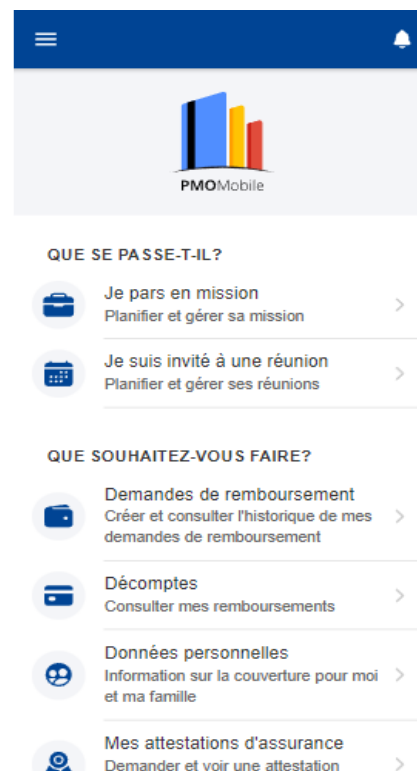 PMOMobile
QUE SE PASSE-T-IL?
Je pars en mission
Planifier et gérer sa mission
Je suis invité à une réunion
Planifier et gérer ses réunions
QUE SOUHAITEZ-VOUS FAIRE?
Demandes de remboursement
Créer et consulter l'historique de mes
demandes de remboursement
Décomptes
Consulter mes remboursements
Données personnelles
Information sur la couverture pour moi
et ma famille
Mes attestations d'assurance
Demander et voir une attestation